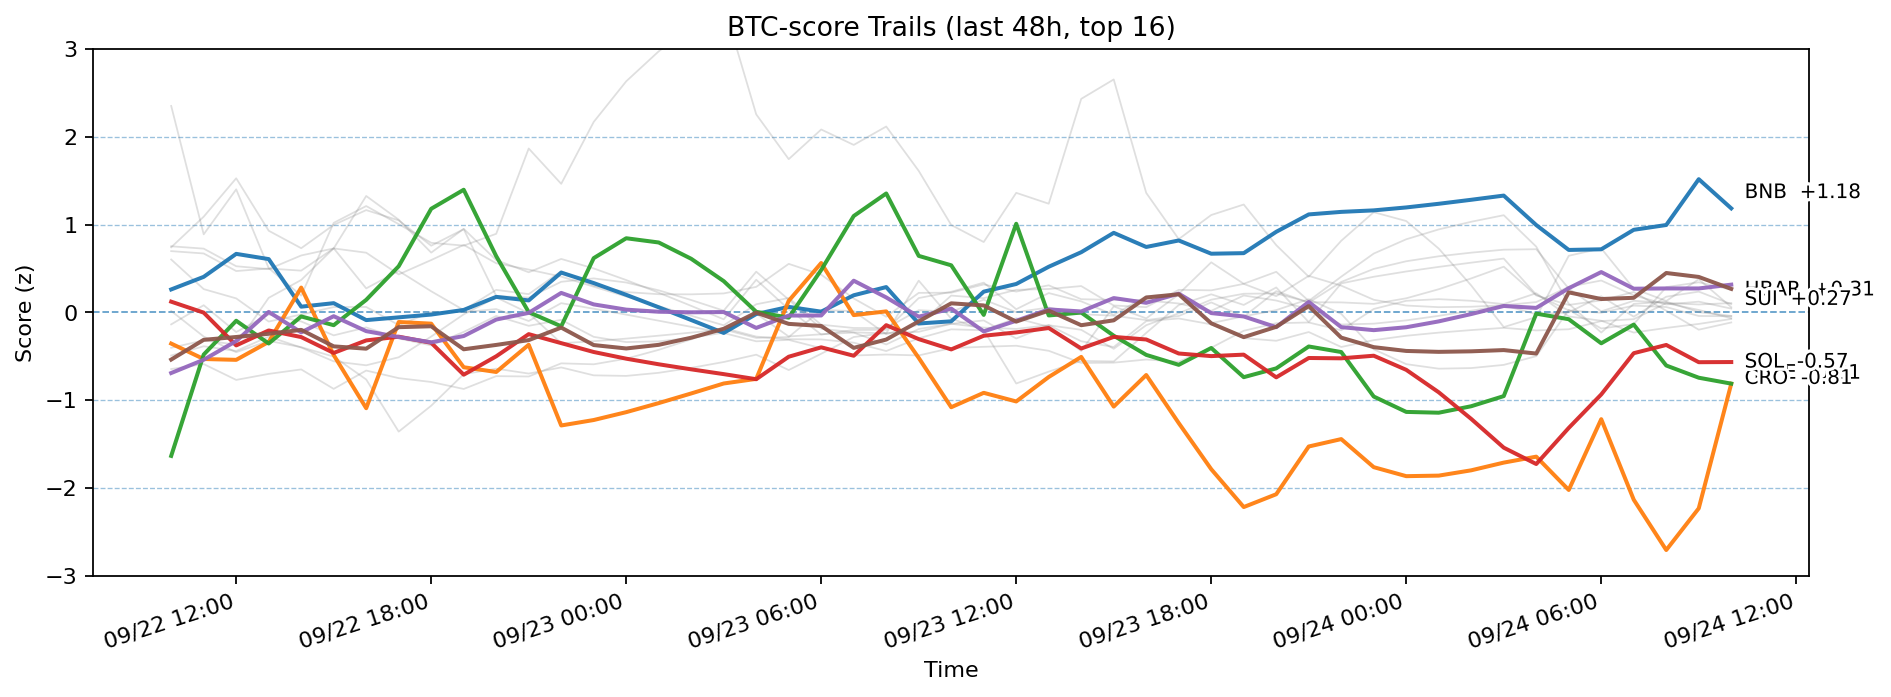 BTC-score Trails (last 48h, top 16)
Score (z)
3
2
1
0
−1
−2
−3
BNB +1.18
HBAR +0.31
SUI +0.27
SOL -0.57
CRO -0.81
09/22 12:00
09/22 18:00
09/23 00:00
09/23 06:00
09/23 12:00
09/23 18:00
09/24 00:00
09/24 06:00
09/24 12:00
Time